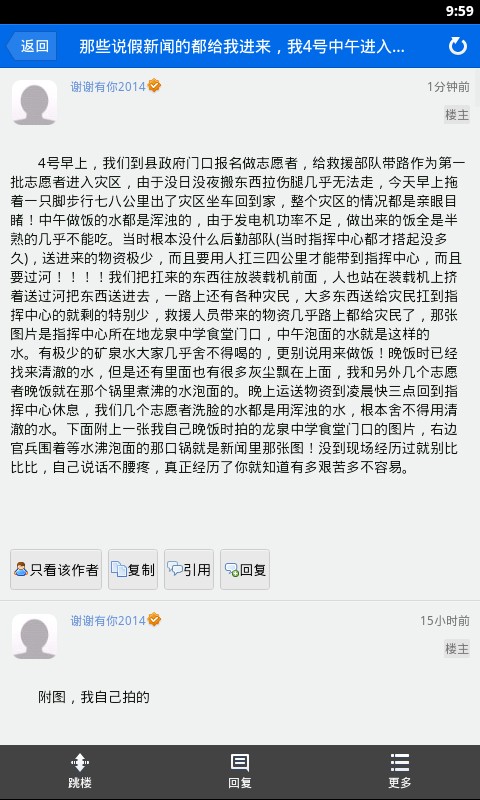 9:59
返回
那些说假新闻的都给我进来，我4号中午进入...
谢谢有你2014
1分钟前
楼主
4号早上，我们到县政府门口报名做志愿者，给救援部队带路作为第一
批志愿者进入灾区，由于没日没夜搬东西拉伤腿几乎无法走，今天早上拖
着一只脚步行七八公里出了灾区坐车回到家，整个灾区的情况都是亲眼目
睹！中午做饭的水都是浑浊的，由于发电机功率不足，做出来的饭全是半
熟的几乎不能吃。当时根本没什么后勤部队(当时指挥中心都才搭起没多
久)，送进来的物资极少，而且要用人扛三四公里才能带到指挥中心，而且
要过河！！！！我们把扛来的东西往放装载机前面，人也站在装载机上挤
着送过河把东西送进去，一路上还有各种灾民，大多东西送给灾民扛到指
挥中心的就剩的特别少，救援人员带来的物资几乎路上都给灾民了，那张
图片是指挥中心所在地龙泉中学食堂门口，中午泡面的水就是这样的
水。有极少的矿泉水大家几乎舍不得喝的，更别说用来做饭！晚饭时已经
找来清澈的水，但是还有里面也有很多灰尘飘在上面，我和另外几个志愿
者晚饭就在那个锅里煮沸的水泡面的。晚上运送物资到凌晨快三点回到指
挥中心休息，我们几个志愿者洗脸的水都是用浑浊的水，根本舍不得用清
澈的水。下面附上一张我自己晚饭时拍的龙泉中学食堂门口的图片，右边
官兵围着等水沸泡面的那口锅就是新闻里那张图！没到现场经历过就别比
比比，自己说话不腰疼，真正经历了你就知道有多艰苦多不容易。
只看该作者
复制
引用
回复
谢谢有你2014
15小时前
楼主
附图，我自己拍的
跳楼
回复
更多